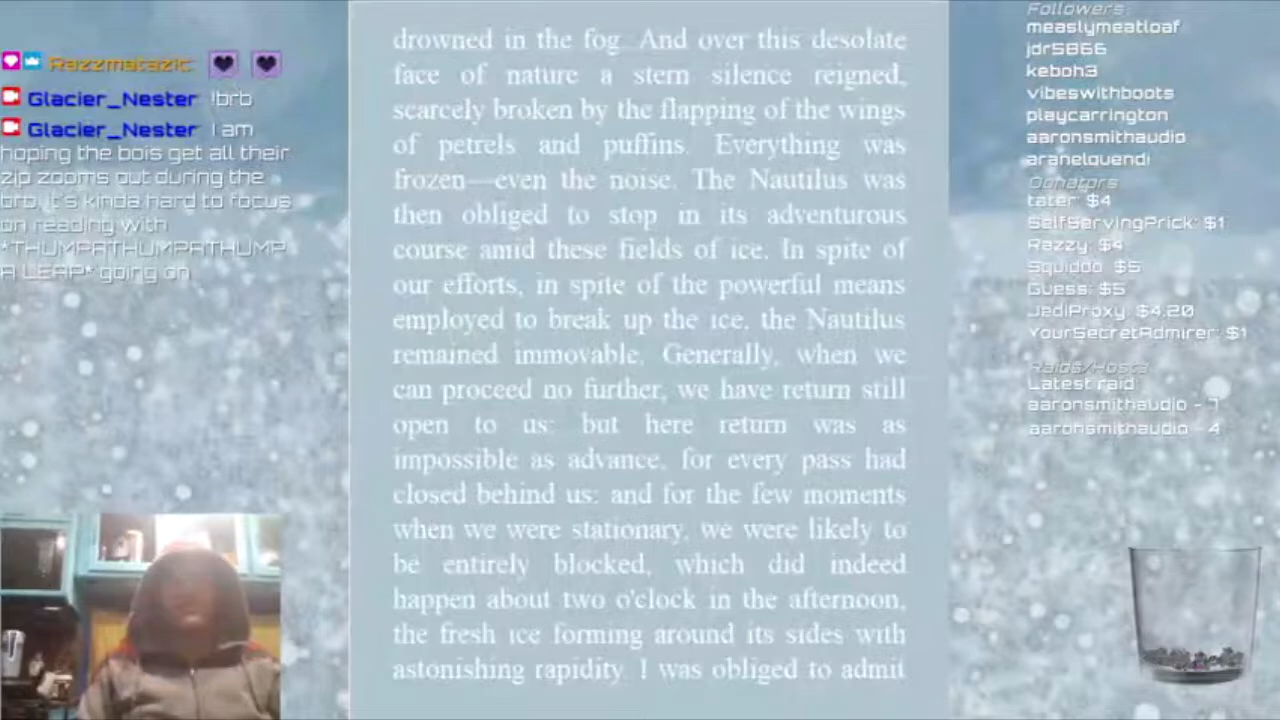 Razzmatazic
Glacier_Nester !brb
Glacier_Nester I am
hoping the bois get all their
zip zooms out during the
brb, it's kinda hard to focus
on reading with
*THUMPATHUMPATHUMP
A LEAP* going on
drowned in the fog. And over this desolate
face of nature a stern silence reigned,
scarcely broken by the flapping of the wings
of petrels and puffins. Everything was
frozen—even the noise. The Nautilus was
then obliged to stop in its adventurous
course amid these fields of ice. In spite of
our efforts, in spite of the powerful means
employed to break up the ice, the Nautilus
remained immovable. Generally, when we
can proceed no further, we have return still
open to us; but here return was as
impossible as advance, for every pass had
closed behind us; and for the few moments
when we were stationary, we were likely to
be entirely blocked, which did indeed
happen about two o'clock in the afternoon,
the fresh ice forming around its sides with
astonishing rapidity. I was obliged to admit
Followers
measlymeatloaf
jdr5866
keboh3
vibeswithboots
playcarrington
aaronsmithaudio
aranelquendi
Donators
tater: $4
SelfServingPrick: $1
Razzy: $4
Squiddo: $5
Guess: $5
JediProxy: $4.20
YourSecretAdmirer: $1
Raids/Hosts
Latest raid
aaronsmithaudio - 7
aaronsmithaudio - 4